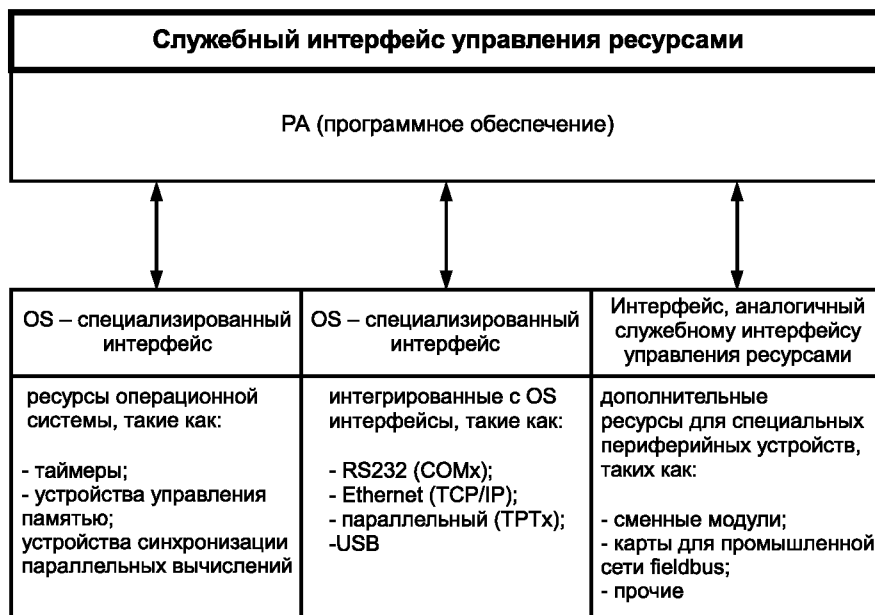 Служебный интерфейс управления ресурсами
PA (программное обеспечение)
OS – специализированный
интерфейс
OS – специализированный
интерфейс
Интерфейс, аналогичный
служебному интерфейсу
управления ресурсами
ресурсы операционной
системы, такие как:
- таймеры;
- устройства управления
памятью;
устройства синхронизации
параллельных вычислений
интегрированные с OS
интерфейсы, такие как:
- RS232 (COMx);
- Ethernet (TCP/IP);
- параллельный (TPTx);
-USB
дополнительные
ресурсы для специальных
периферийных устройств,
таких как:
- сменные модули;
- карты для промышленной
сети fieldbus;
- прочие